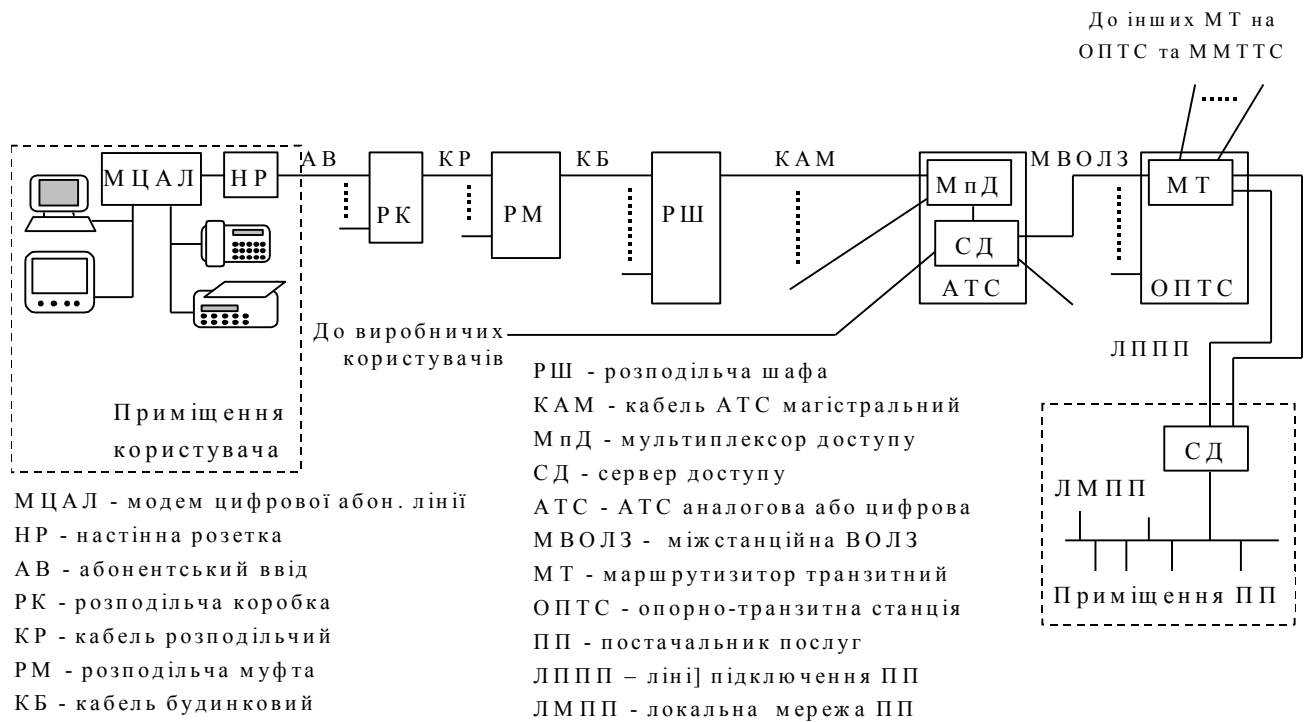 До інших МТ на
ОПТС та ММТТС
МЦАЛ
НР
АВ
РК
КР
РМ
КБ
РШ
КАМ
МпД
СД
АТС
МВОЛЗ
МТ
ОПТС
До виробничих
користувачів
ЛППП
Приміщення
користувача
СД
ЛМПП
Приміщення ПП
МЦАЛ - модем цифрової абон. лінії
НР - настінна розетка
АВ - абонентський ввід
РК - розподільча коробка
КР - кабель розподільчий
РМ - розподільча муфта
КБ - кабель будинковий
РШ - розподільча шафа
КАМ - кабель АТС магістральний
МпД - мультиплексор доступу
СД - сервер доступу
АТС - АТС аналогова або цифрова
МВОЛЗ - міжстанційна ВОЛЗ
МТ - маршрутизитор транзитний
ОПТС - опорно-транзитна станція
ПП - постачальник послуг
ЛППП – ліні] підключення ПП
ЛМПП - локальна мережа ПП